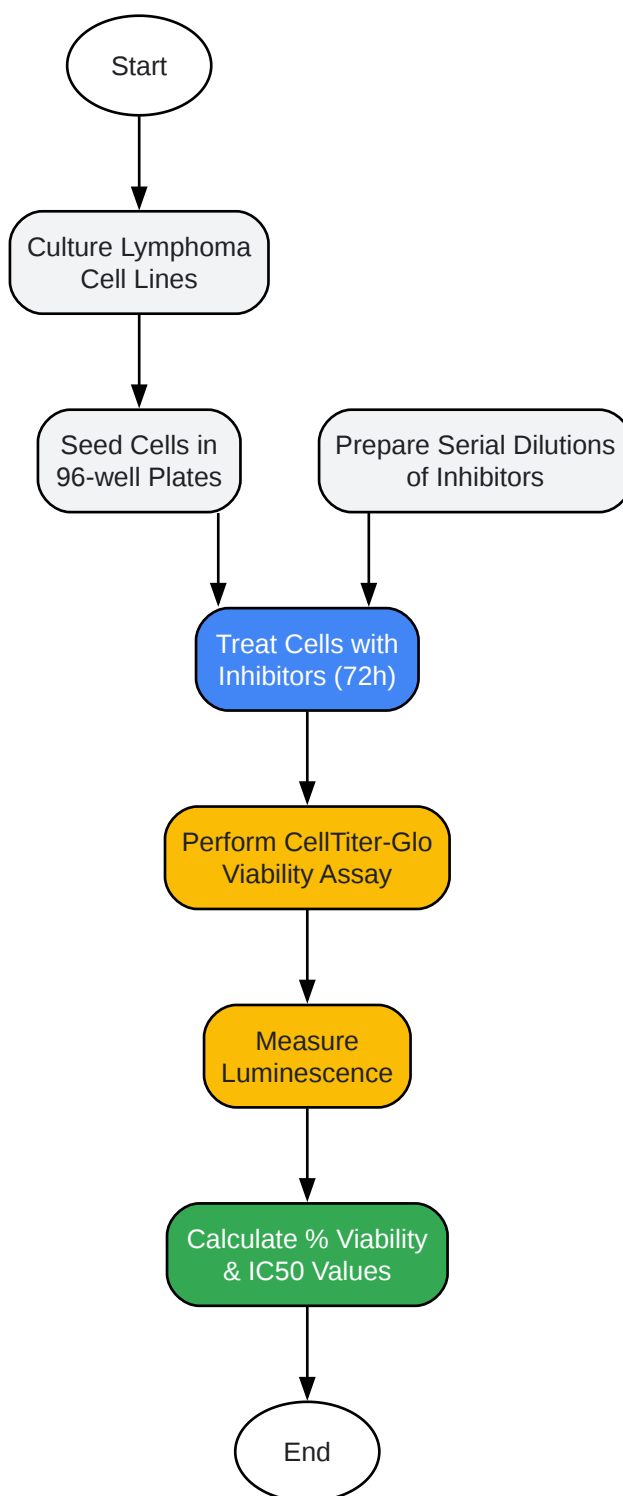 Start
Culture Lymphoma
Cell Lines
Seed Cells in
96-well Plates
Prepare Serial Dilutions
of Inhibitors
Treat Cells with
Inhibitors (72h)
Perform CellTiter-Glo
Viability Assay
Measure
Luminescence
Calculate % Viability
& IC50 Values
End